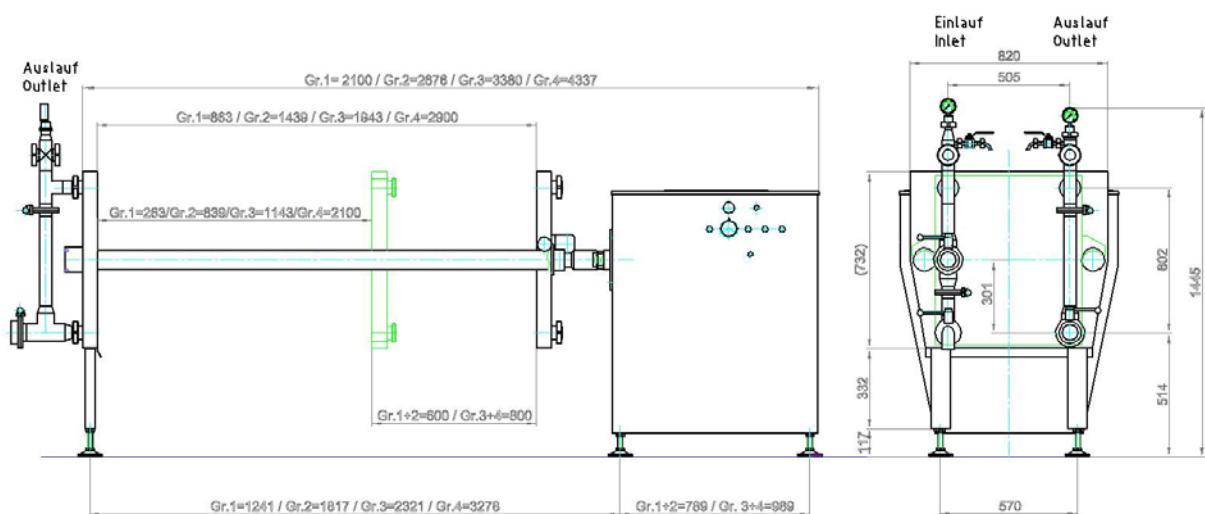 Einlauf
Inlet
Auslauf
Outlet
Auslauf
Outlet
820
505
Gr.1= 2100 / Gr.2=2676 / Gr.3=3380 / Gr.4=4337
Gr.1=863 / Gr.2=1439 / Gr.3=1943 / Gr.4=2900
Gr.1=263/Gr.2=839/Gr.3=1143/Gr.4=2100
(732)
301
602
1445
332
514
117
Gr.1÷2=600 / Gr.3÷4=800
Gr.1=1241 / Gr.2=1817 / Gr.3=2321 / Gr.4=3278
Gr.1÷2=789 / Gr. 3÷4=989
570